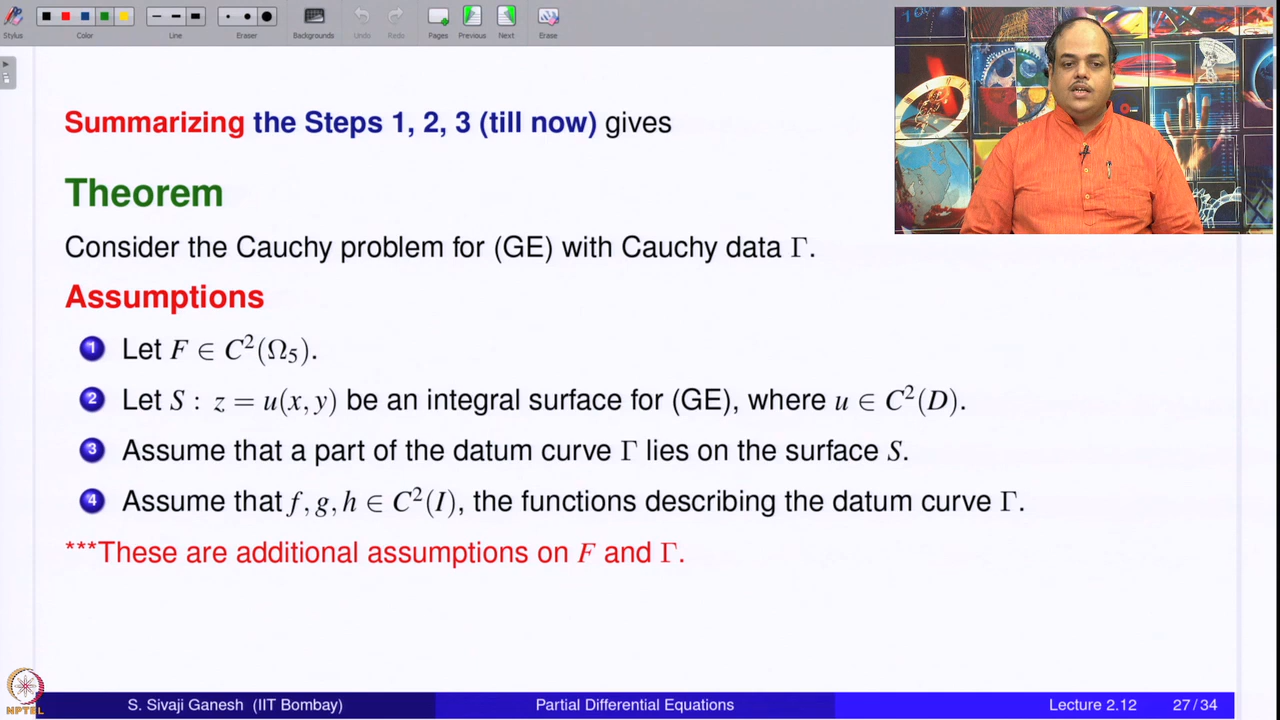 Stylus
Color
Line
Eraser
Backgrounds
Undo
Redo
Pages
Previous
Next
Erase
Summarizing the Steps 1, 2, 3 (till now) gives
Theorem
Consider the Cauchy problem for (GE) with Cauchy data Γ.
Assumptions
1 Let F ∈ C²(Ω₅).
2 Let S : z = u(x, y) be an integral surface for (GE), where u ∈ C²(D).
3 Assume that a part of the datum curve Γ lies on the surface S.
4 Assume that f, g, h ∈ C²(I), the functions describing the datum curve Γ.
***These are additional assumptions on F and Γ.
NPTEL
S. Sivaji Ganesh (IIT Bombay)
Partial Differential Equations
Lecture 2.12
27 / 34